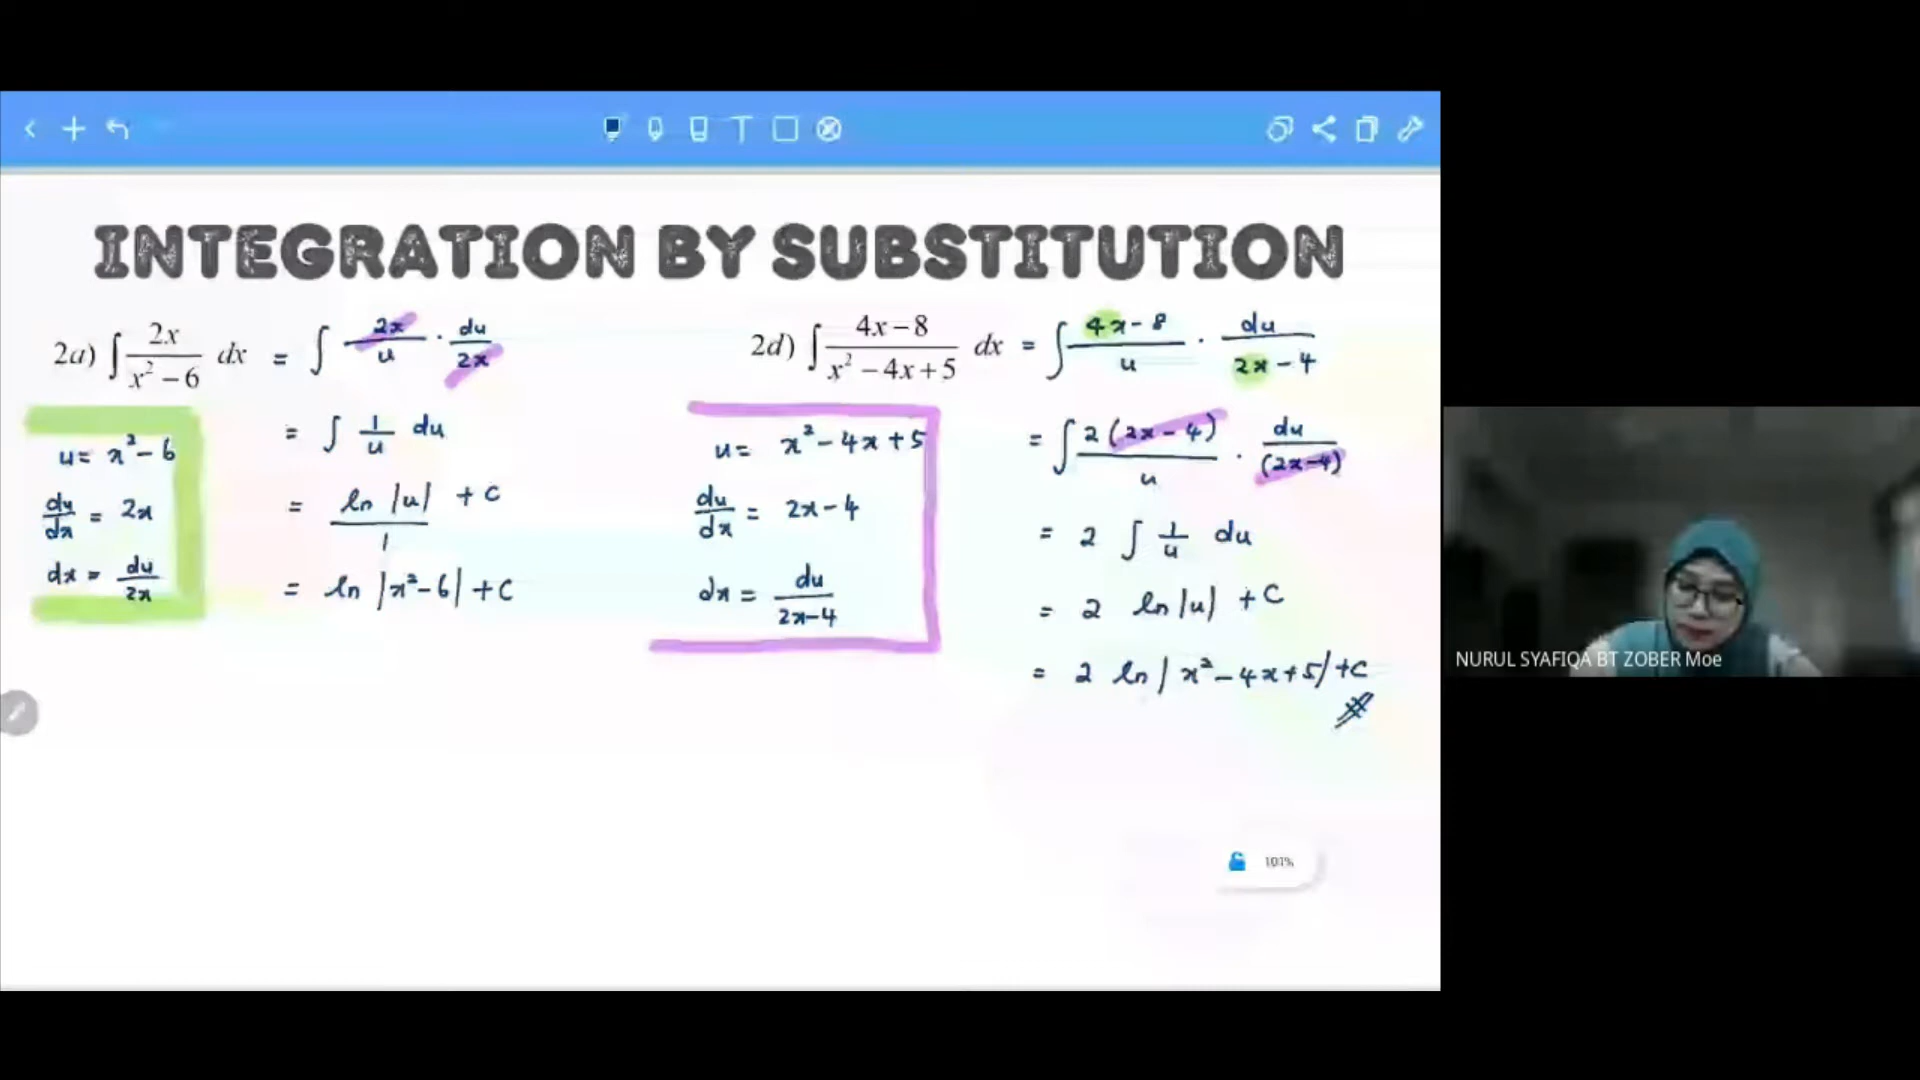 INTEGRATION BY SUBSTITUTION
2a) ∫ 2x / (x² − 6) dx = ∫ 2x/u · du/2x
= ∫ 1/u du
= ln |u| / 1 + C
= ln |x² − 6| + C
u = x² − 6
du/dx = 2x
dx = du/2x
2d) ∫ (4x − 8) / (x² − 4x + 5) dx = ∫ (4x − 8)/u · du/(2x − 4)
= ∫ 2(2x − 4)/u · du/(2x − 4)
= 2 ∫ 1/u du
= 2 ln |u| + C
= 2 ln |x² − 4x + 5| + C
u = x² − 4x + 5
du/dx = 2x − 4
dx = du/(2x − 4)
101%
NURUL SYAFIQA BT ZOBER Moe